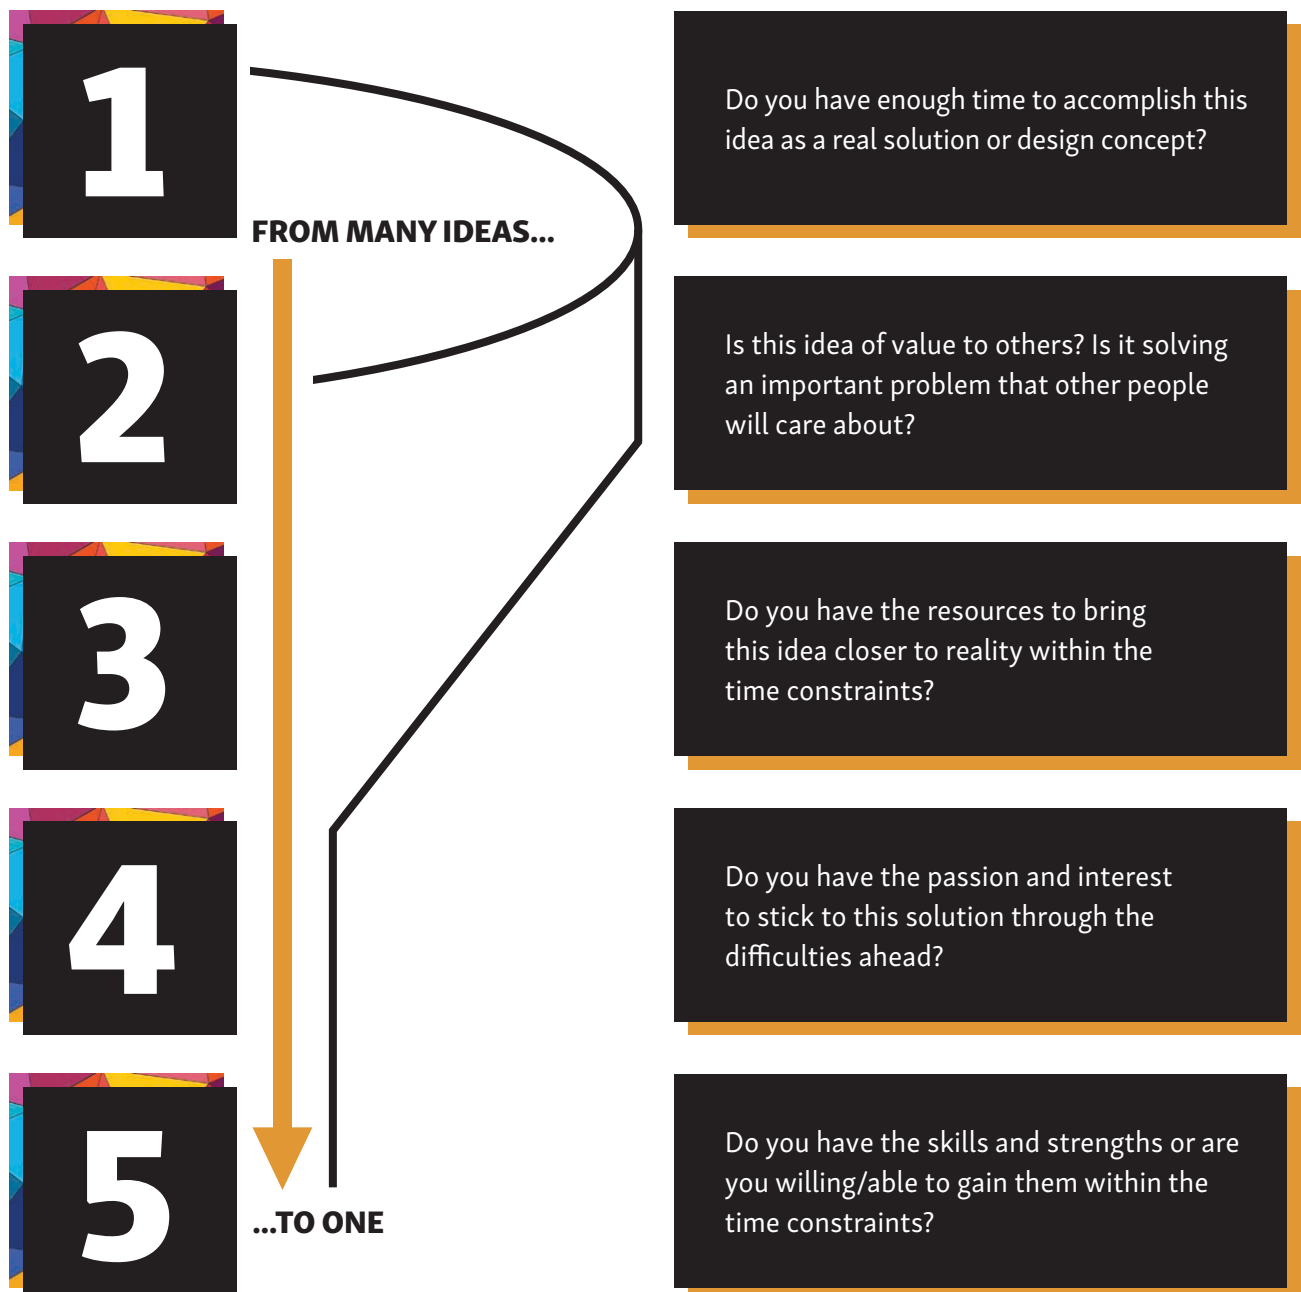 1
Do you have enough time to accomplish this
idea as a real solution or design concept?
FROM MANY IDEAS...
2
Is this idea of value to others? Is it solving
an important problem that other people
will care about?
3
Do you have the resources to bring
this idea closer to reality within the
time constraints?
4
Do you have the passion and interest
to stick to this solution through the
difficulties ahead?
5
Do you have the skills and strengths or are
you willing/able to gain them within the
time constraints?
...TO ONE